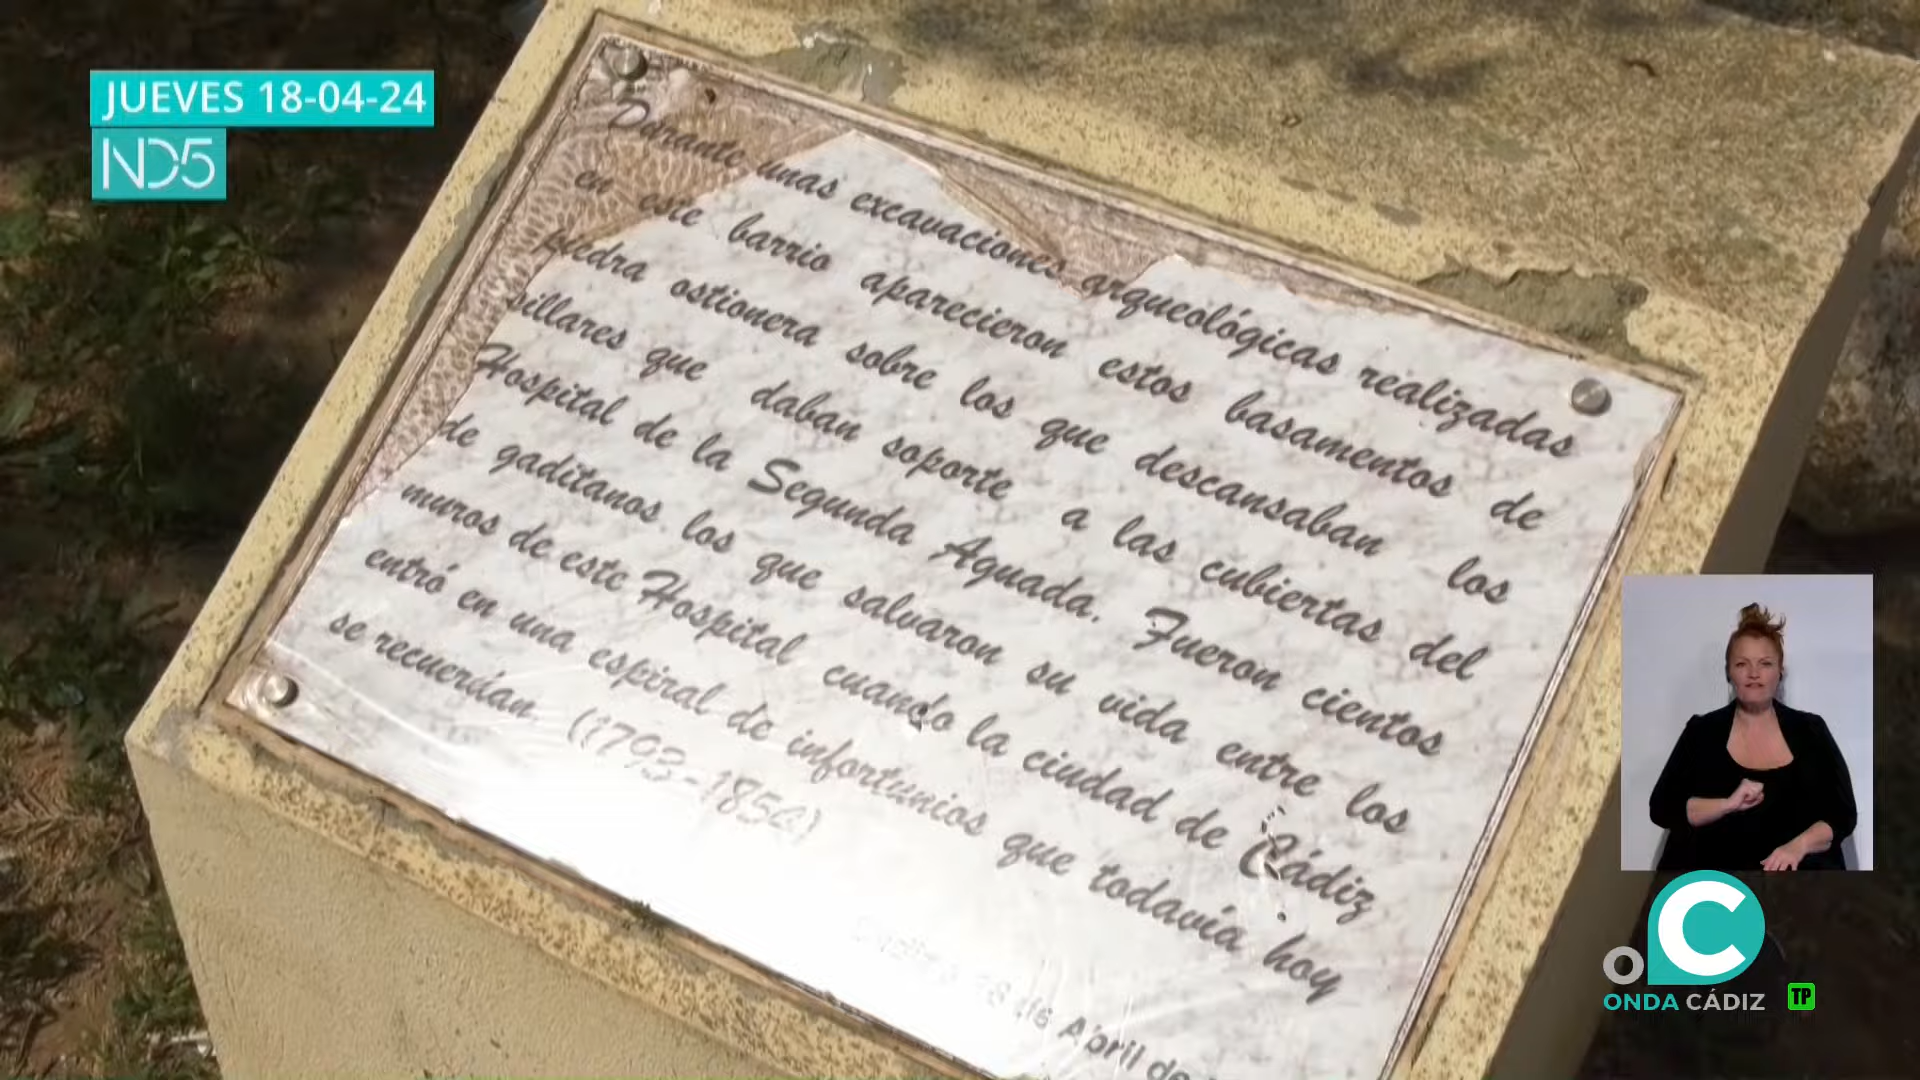 JUEVES 18-04-24
ND5
Durante unas excavaciones arqueológicas realizadas
en este barrio aparecieron estos basamentos de
piedra ostionera sobre los que descansaban los
sillares que daban soporte a las cubiertas del
Hospital de la Segunda Aguada. Fueron cientos
de gaditanos los que salvaron su vida entre los
muros de este Hospital cuando la ciudad de Cádiz
entró en una espiral de infortunios que todavía hoy
se recuerdan. (1793-1854)
Abril de
C
O
ONDA CÁDIZ
TP